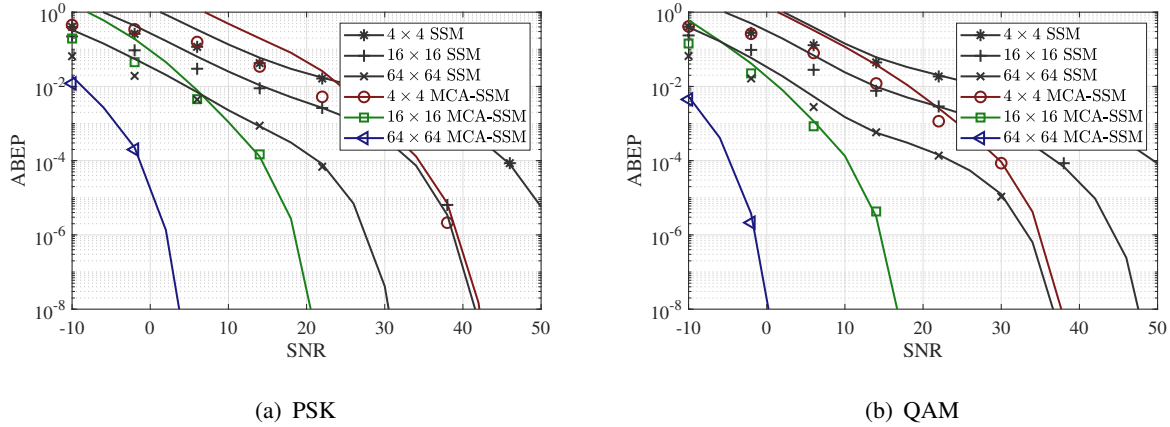 10^0
10^-2
10^-4
10^-6
10^-8
ABEP
-10 0 10 20 30 40 50
SNR
4 × 4 SSM
16 × 16 SSM
64 × 64 SSM
4 × 4 MCA-SSM
16 × 16 MCA-SSM
64 × 64 MCA-SSM
(a) PSK
10^0
10^-2
10^-4
10^-6
10^-8
ABEP
-10 0 10 20 30 40 50
SNR
4 × 4 SSM
16 × 16 SSM
64 × 64 SSM
4 × 4 MCA-SSM
16 × 16 MCA-SSM
64 × 64 MCA-SSM
(b) QAM